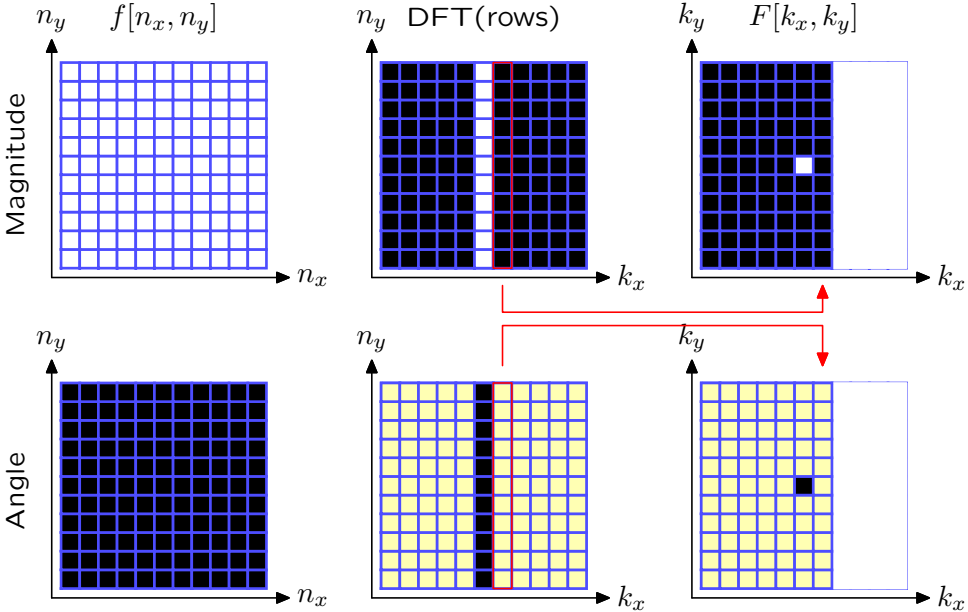 n_y f[n_x, n_y] n_y DFT(rows) k_y F[k_x, k_y]
Magnitude
n_x k_x k_x
n_y n_y k_y
Angle
n_x k_x k_x